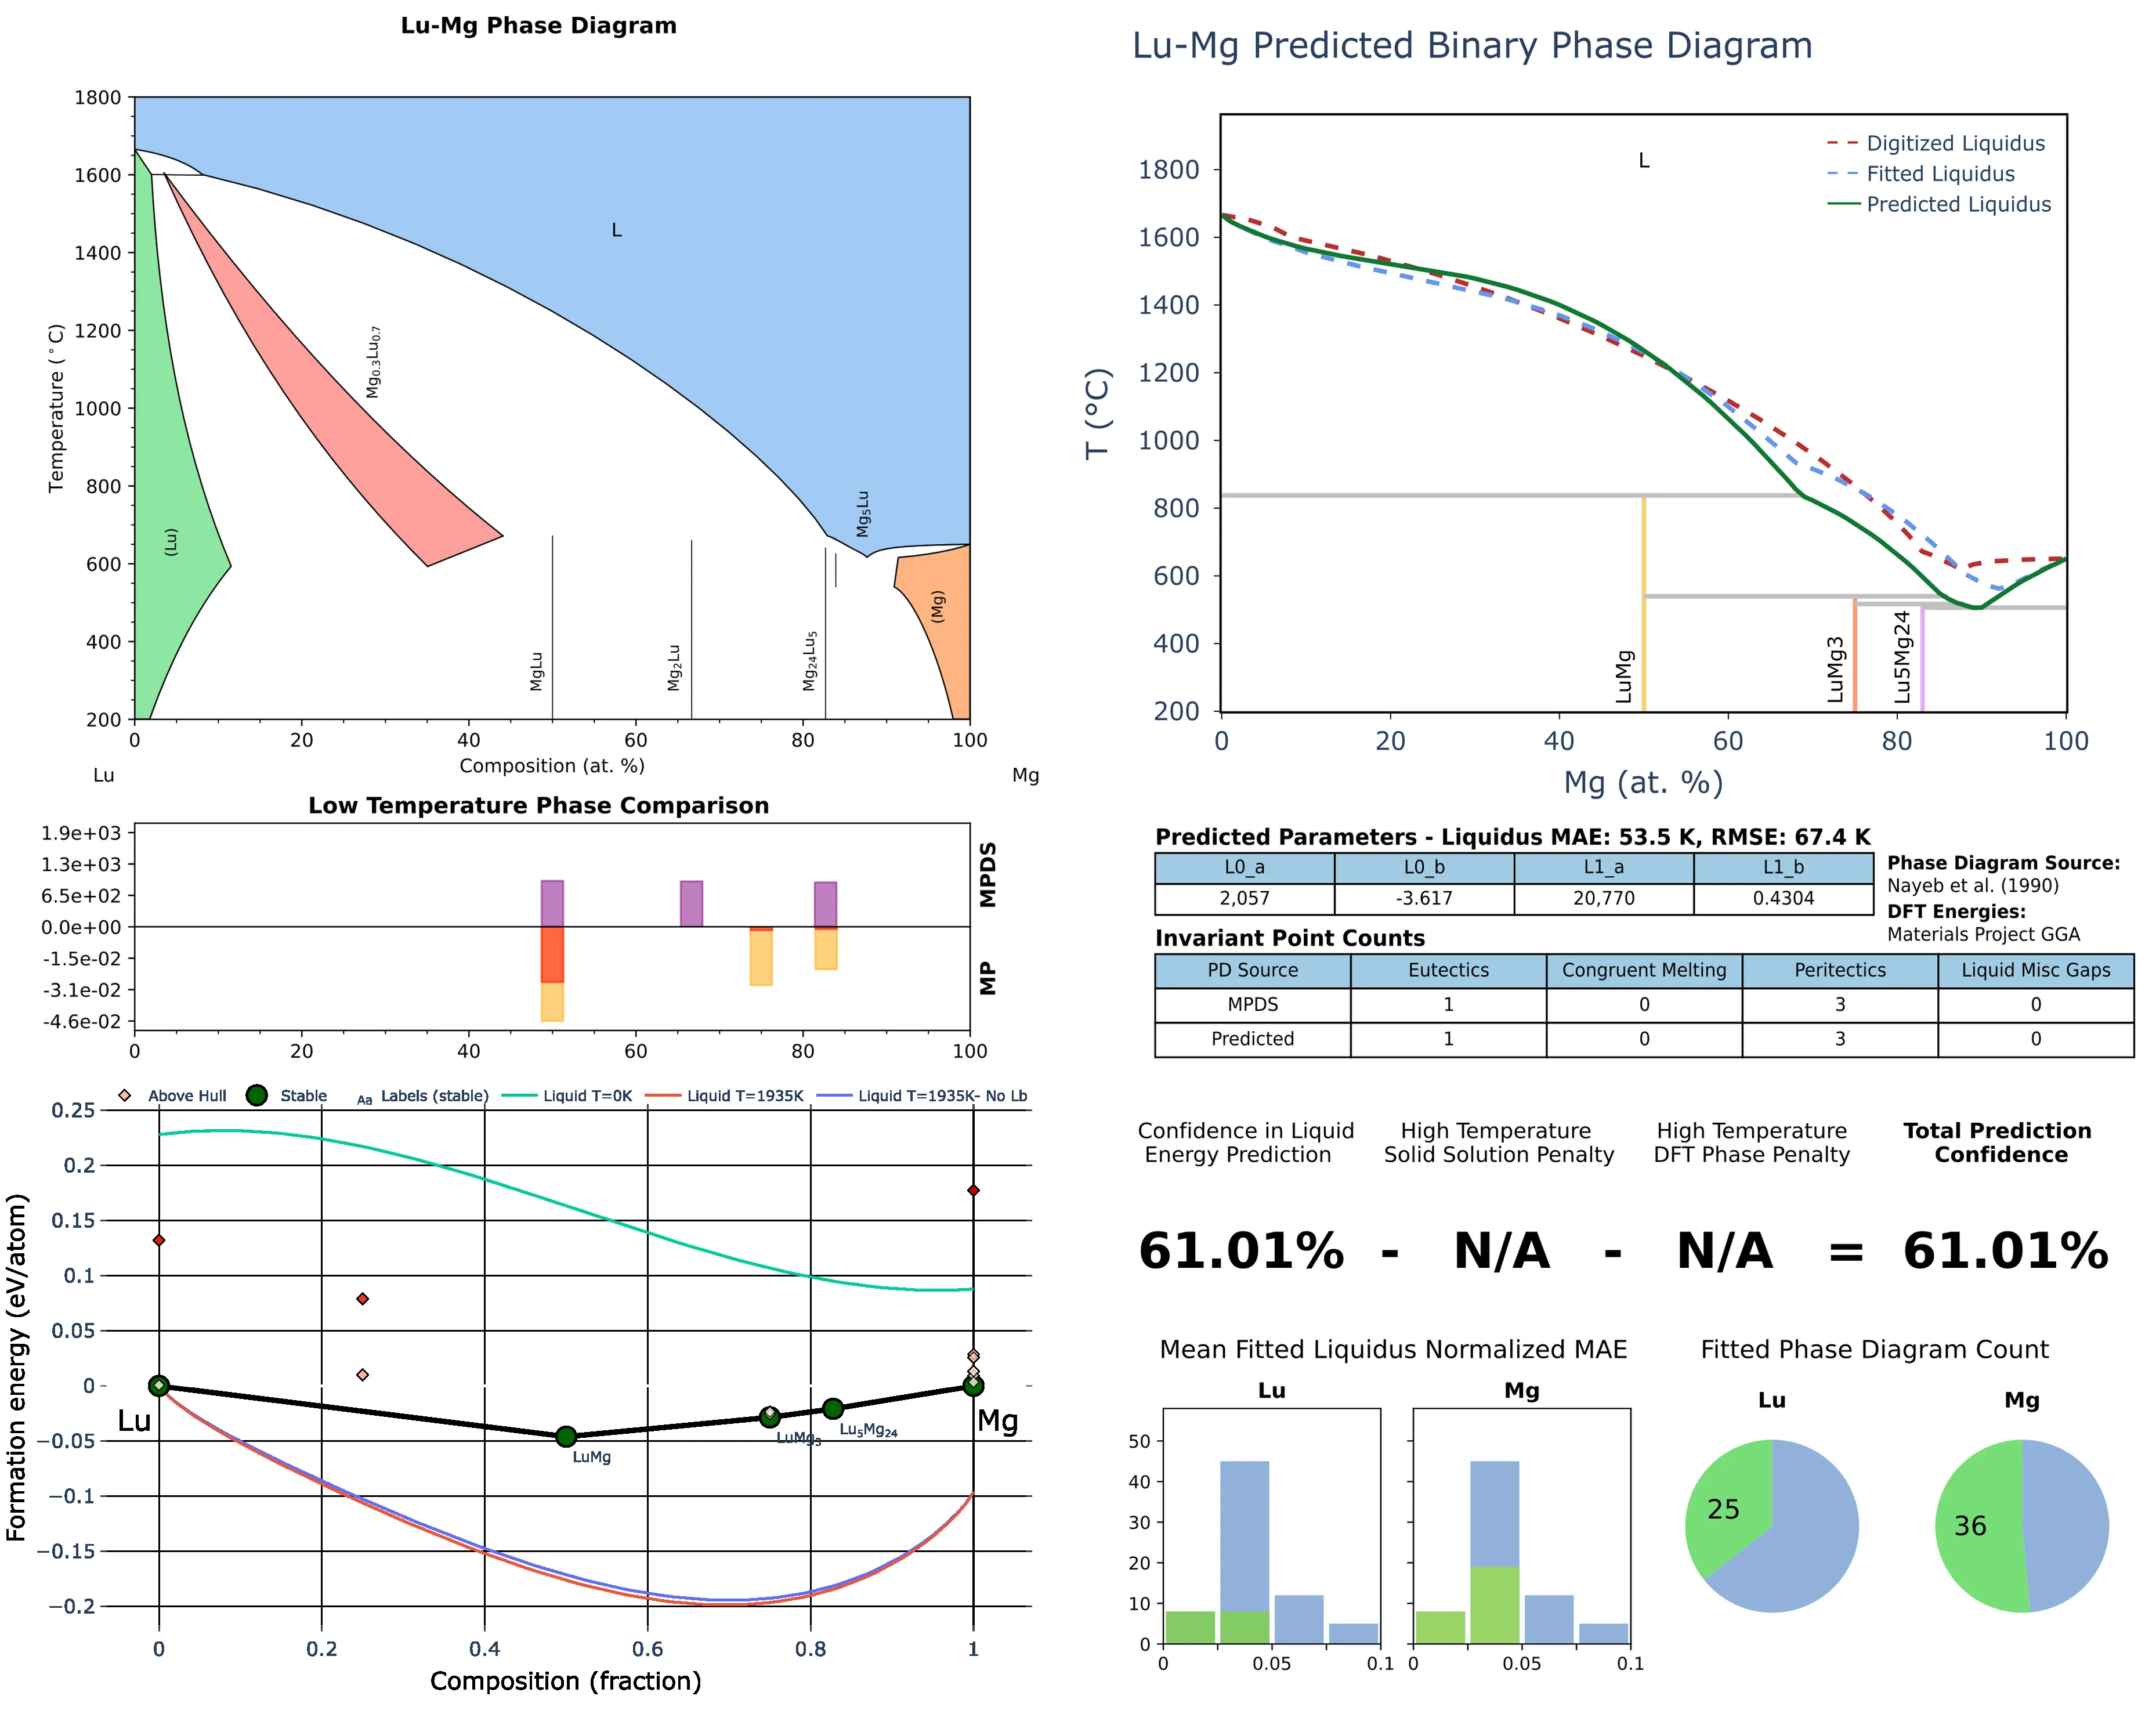 Lu-Mg Phase Diagram
1800
1600
1400
1200
1000
800
600
400
200
Temperature (°C)
L
(Lu)
Mg0.3Lu0.7
MgLu
Mg2Lu
Mg24Lu5
Mg5Lu
(Mg)
0 20 40 60 80 100
Composition (at. %)
Lu Mg
Low Temperature Phase Comparison
1.9e+03
1.3e+03
6.5e+02
0.0e+00
-1.5e-02
-3.1e-02
-4.6e-02
MPDS
MP
0 20 40 60 80 100
Above Hull Stable Aa Labels (stable) Liquid T=0K Liquid T=1935K Liquid T=1935K- No Lb
0.25
0.2
0.15
0.1
0.05
0
−0.05
−0.1
−0.15
−0.2
Formation energy (eV/atom)
Lu
Mg
LuMg
LuMg3
Lu5Mg24
0 0.2 0.4 0.6 0.8 1
Composition (fraction)
Lu-Mg Predicted Binary Phase Diagram
L
Digitized Liquidus
Fitted Liquidus
Predicted Liquidus
1800
1600
1400
1200
1000
800
600
400
200
T (°C)
LuMg
LuMg3
Lu5Mg24
0 20 40 60 80 100
Mg (at. %)
Predicted Parameters - Liquidus MAE: 53.5 K, RMSE: 67.4 K
L0_a L0_b L1_a L1_b
2,057 -3.617 20,770 0.4304
Phase Diagram Source:
Nayeb et al. (1990)
DFT Energies:
Materials Project GGA
Invariant Point Counts
PD Source Eutectics Congruent Melting Peritectics Liquid Misc Gaps
MPDS 1 0 3 0
Predicted 1 0 3 0
Confidence in Liquid High Temperature High Temperature Total Prediction
Energy Prediction Solid Solution Penalty DFT Phase Penalty Confidence
61.01% - N/A - N/A = 61.01%
Mean Fitted Liquidus Normalized MAE
Lu Mg
50
40
30
20
10
0
0 0.05 0.1 0 0.05 0.1
Fitted Phase Diagram Count
Lu Mg
25 36